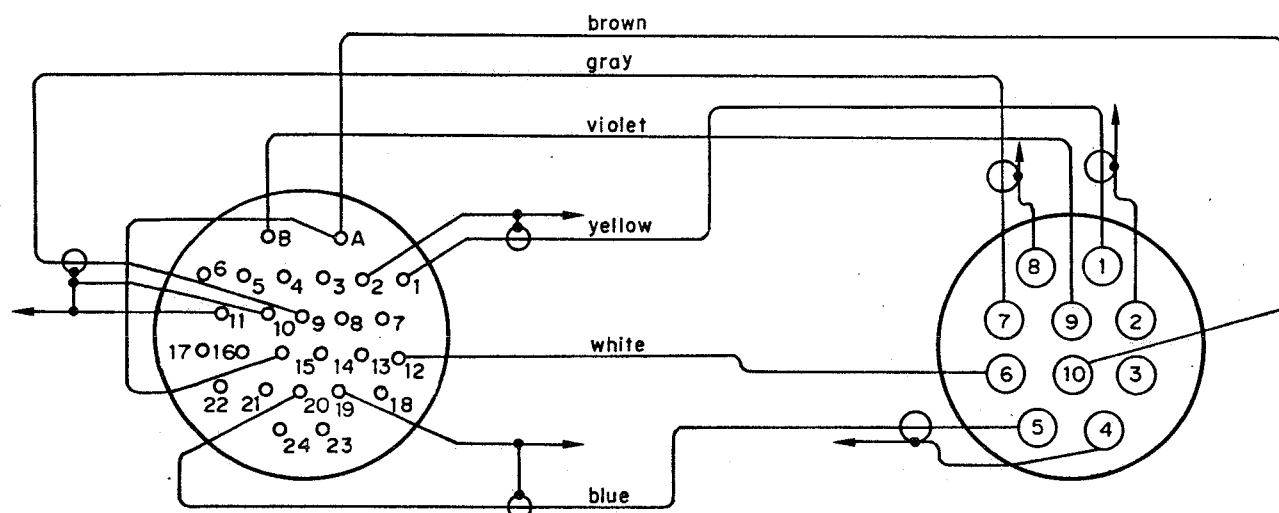 brown
gray
violet
yellow
white
blue
B A
6 5 4 3 2 1
11 10 9 8 7
17 16 15 14 13 12
22 21 20 19 18
24 23
8 1
7 9 2
6 10 3
5 4